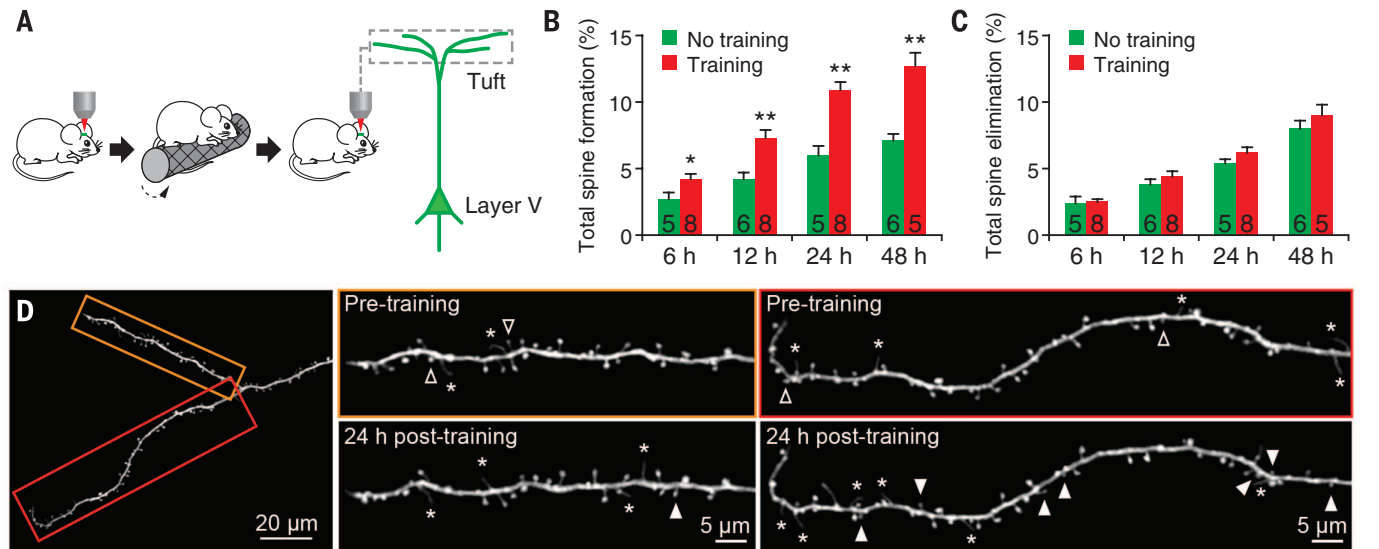 A
Tuft
Layer V
B
Total spine formation (%)
15
10
5
0
No training
Training
*
**
**
**
5 8
6 8
5 8
6 5
6 h 12 h 24 h 48 h
C
Total spine elimination (%)
15
10
5
0
No training
Training
5 8
6 8
5 8
6 5
6 h 12 h 24 h 48 h
D
20 µm
Pre-training
* *
Pre-training
* * * * *
24 h post-training
* * * *
5 µm
24 h post-training
* * * * * *
5 µm